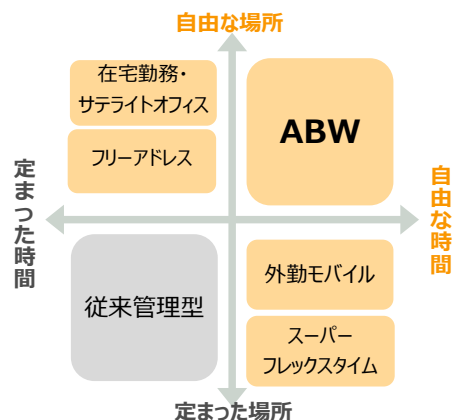 自由な場所
在宅勤務・
サテライトオフィス
フリーアドレス
ABW
定まった時間
自由な時間
従来管理型
外勤モバイル
スーパー
フレックスタイム
定まった場所